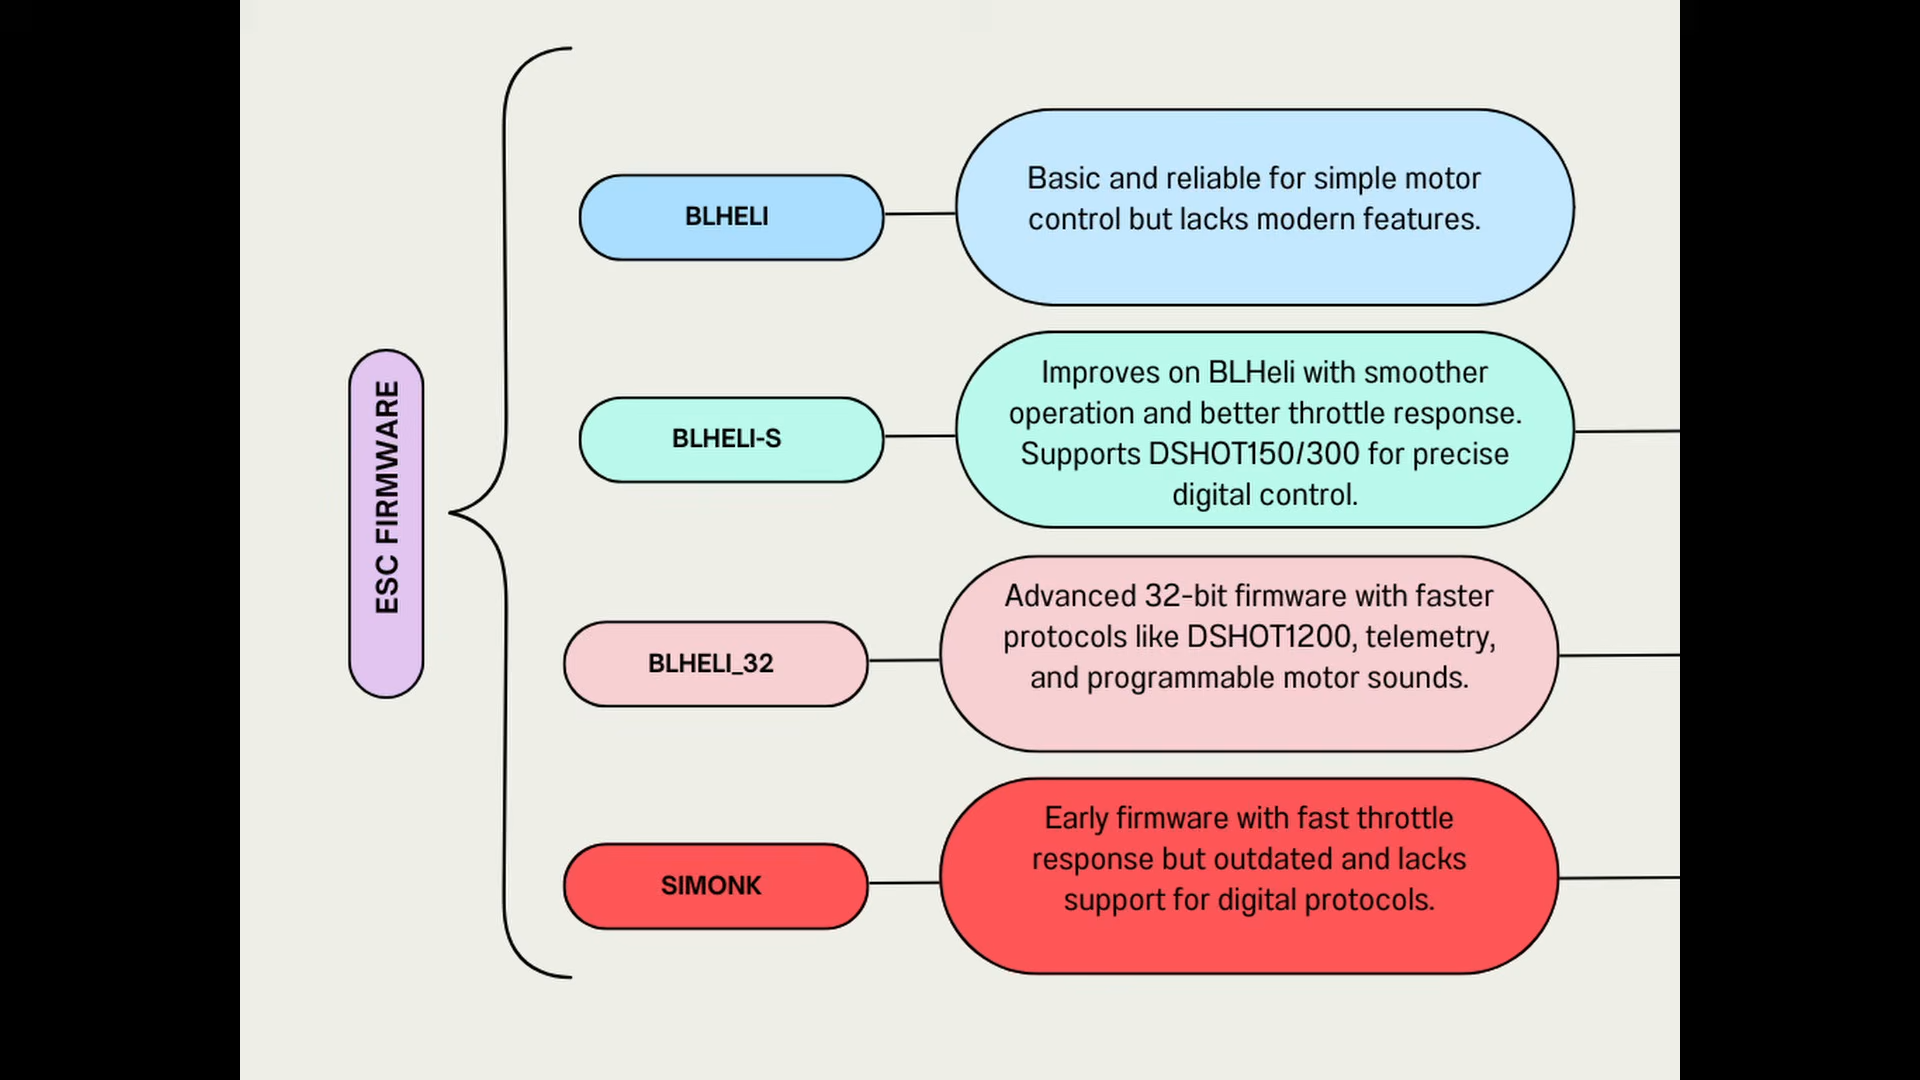 ESC FIRMWARE
BLHELI
Basic and reliable for simple motor
control but lacks modern features.
BLHELI-S
Improves on BLHeli with smoother
operation and better throttle response.
Supports DSHOT150/300 for precise
digital control.
BLHELI_32
Advanced 32-bit firmware with faster
protocols like DSHOT1200, telemetry,
and programmable motor sounds.
SIMONK
Early firmware with fast throttle
response but outdated and lacks
support for digital protocols.